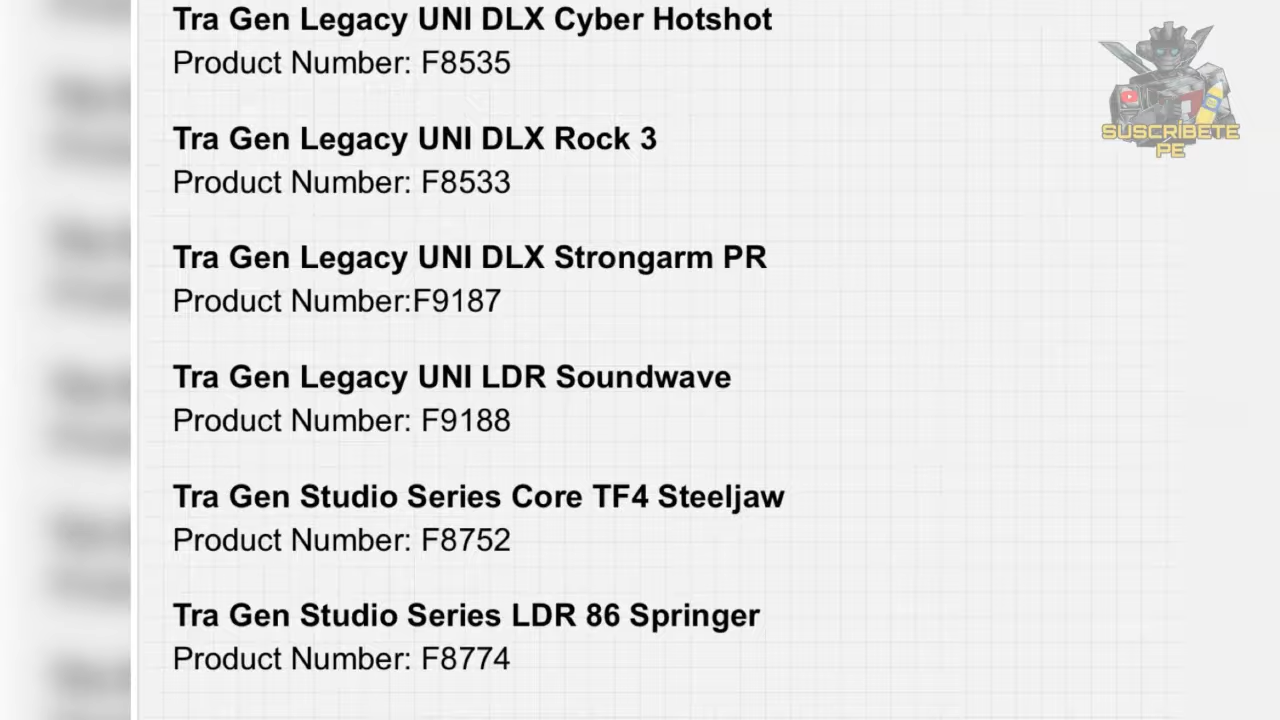 Tra Gen Legacy UNI DLX Cyber Hotshot
Product Number: F8535
Tra Gen Legacy UNI DLX Rock 3
Product Number: F8533
Tra Gen Legacy UNI DLX Strongarm PR
Product Number:F9187
Tra Gen Legacy UNI LDR Soundwave
Product Number: F9188
Tra Gen Studio Series Core TF4 Steeljaw
Product Number: F8752
Tra Gen Studio Series LDR 86 Springer
Product Number: F8774
SUSCRÍBETE
PE